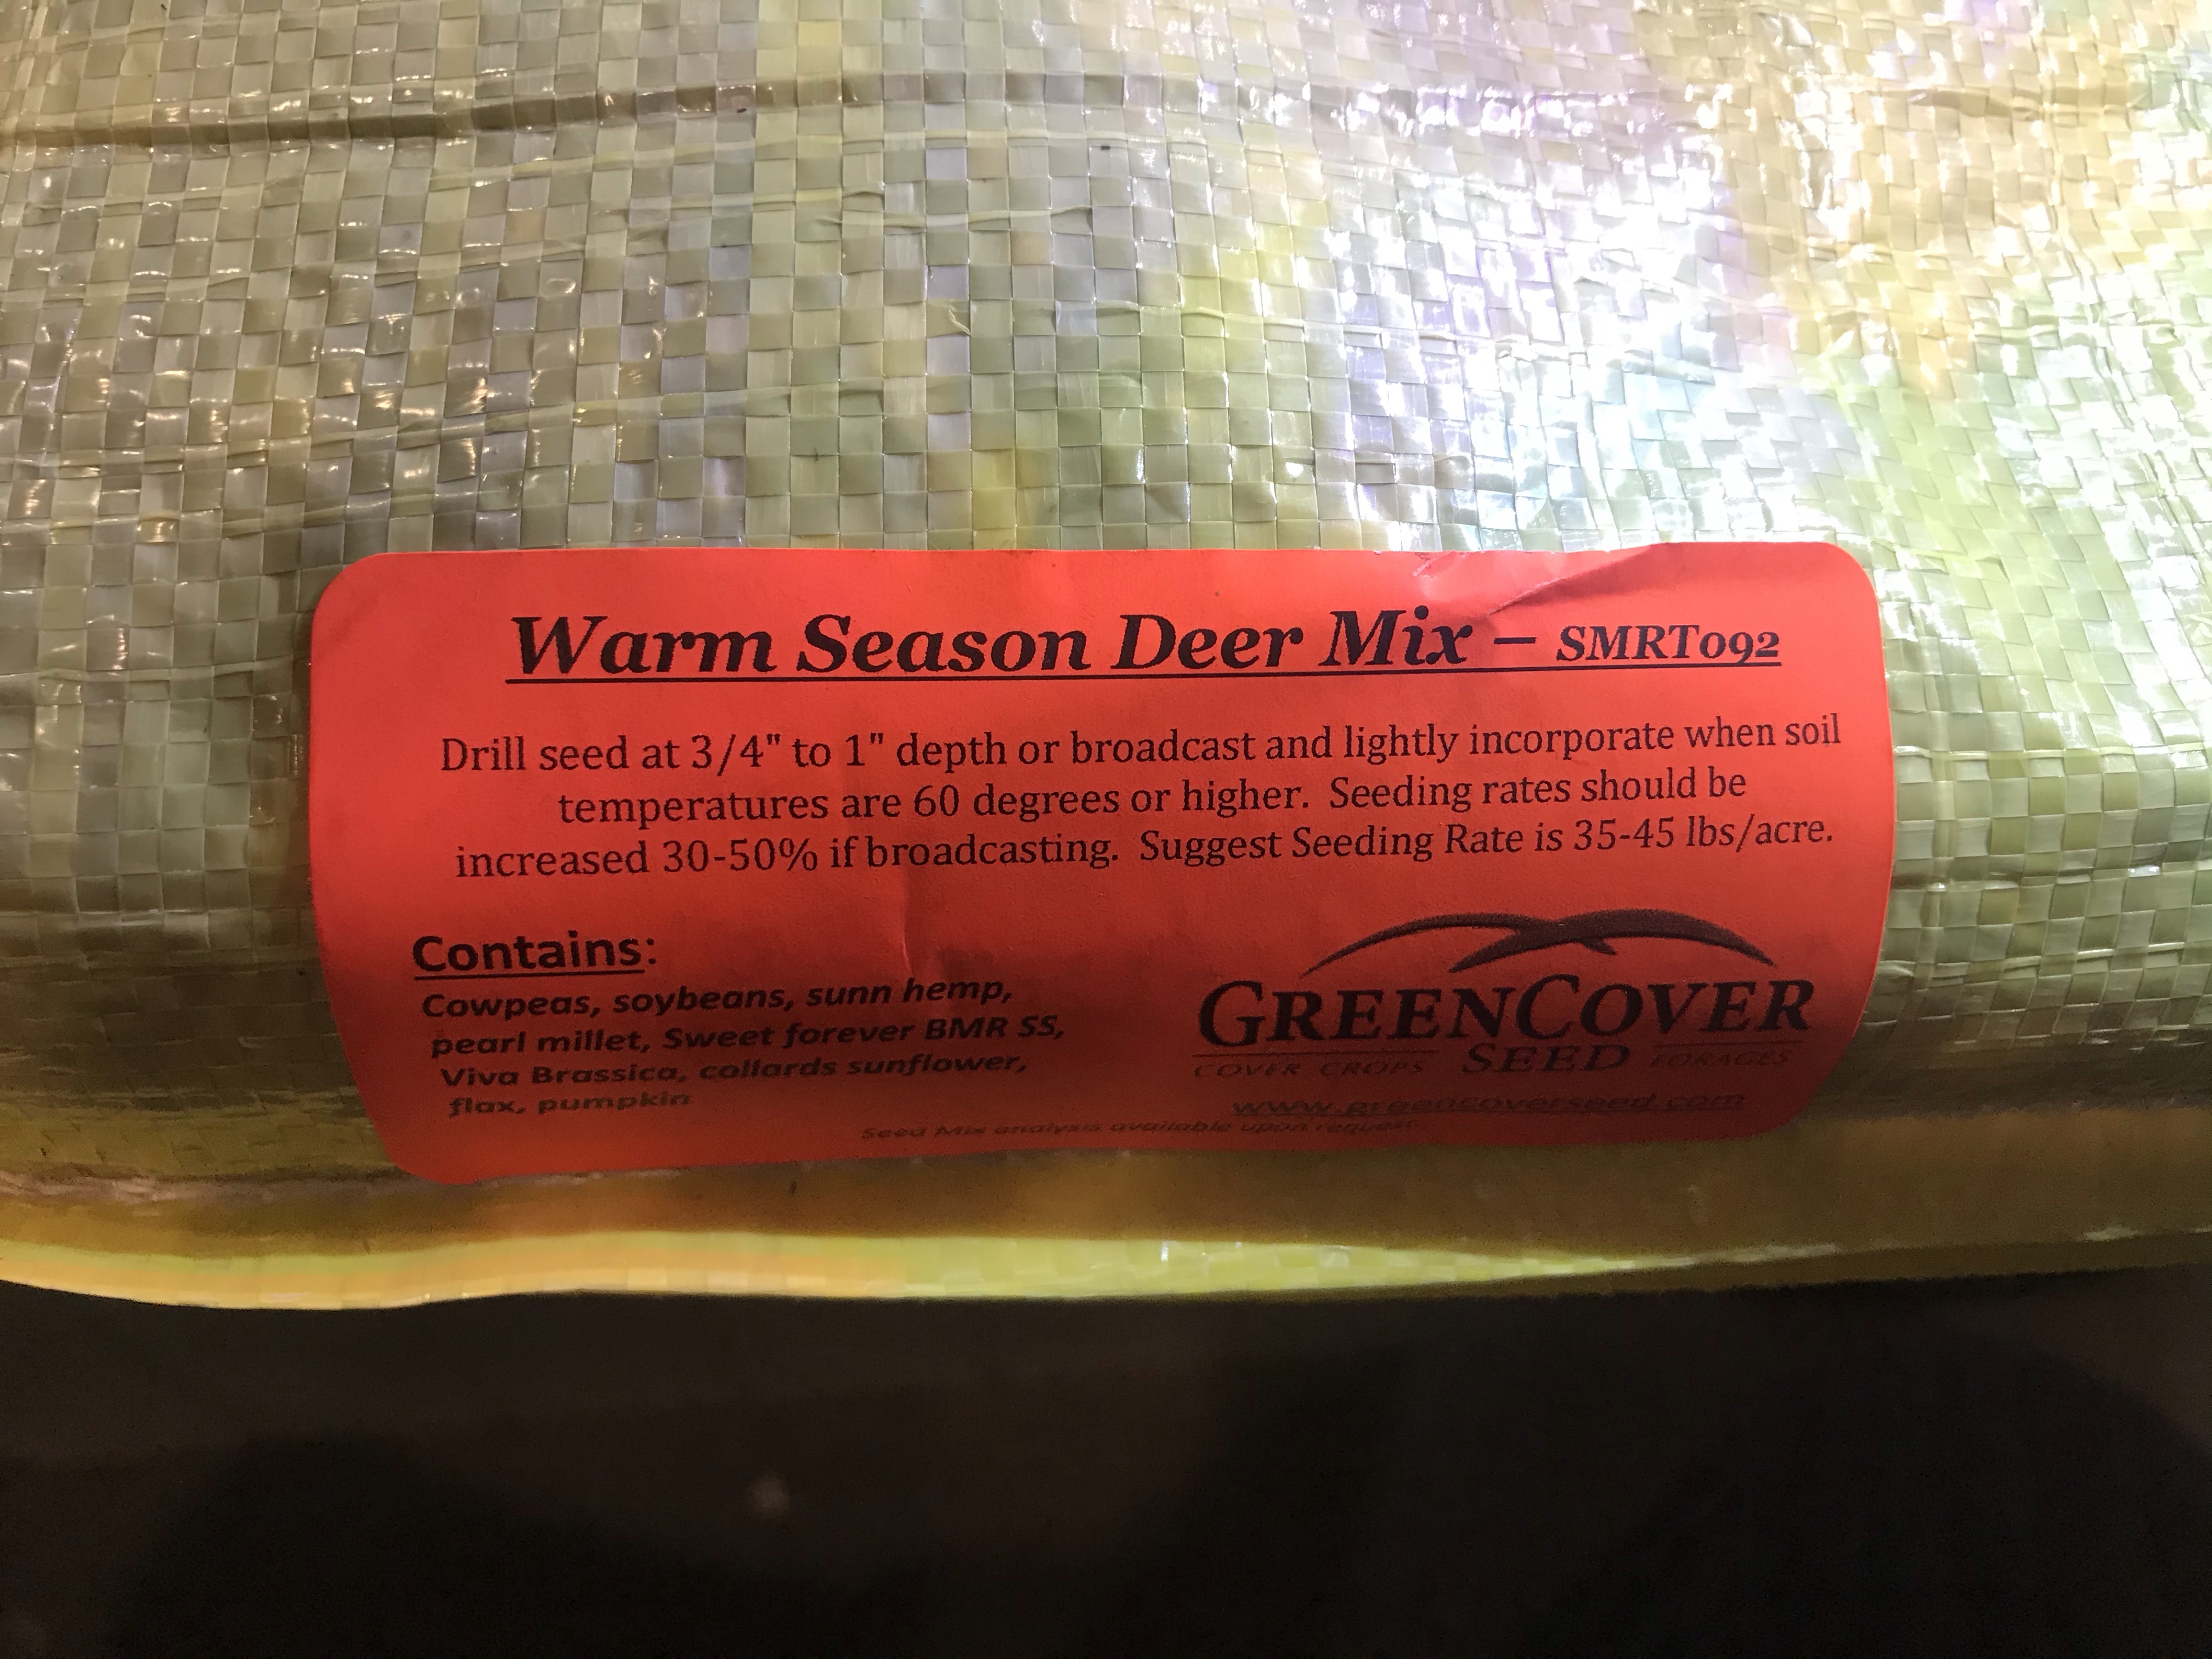 Warm Season Deer Mix – SMRT092
Drill seed at 3/4" to 1" depth or broadcast and lightly incorporate when soil
temperatures are 60 degrees or higher. Seeding rates should be
increased 30-50% if broadcasting. Suggest Seeding Rate is 35-45 lbs/acre.
Contains:
Cowpeas, soybeans, sunn hemp,
pearl millet, Sweet forever BMR SS,
Viva Brassica, collards sunflower,
flax, pumpkin
GREENCOVER
COVER CROPS SEED FORAGES
www.greencoverseed.com
Seed Mix analysis available upon request